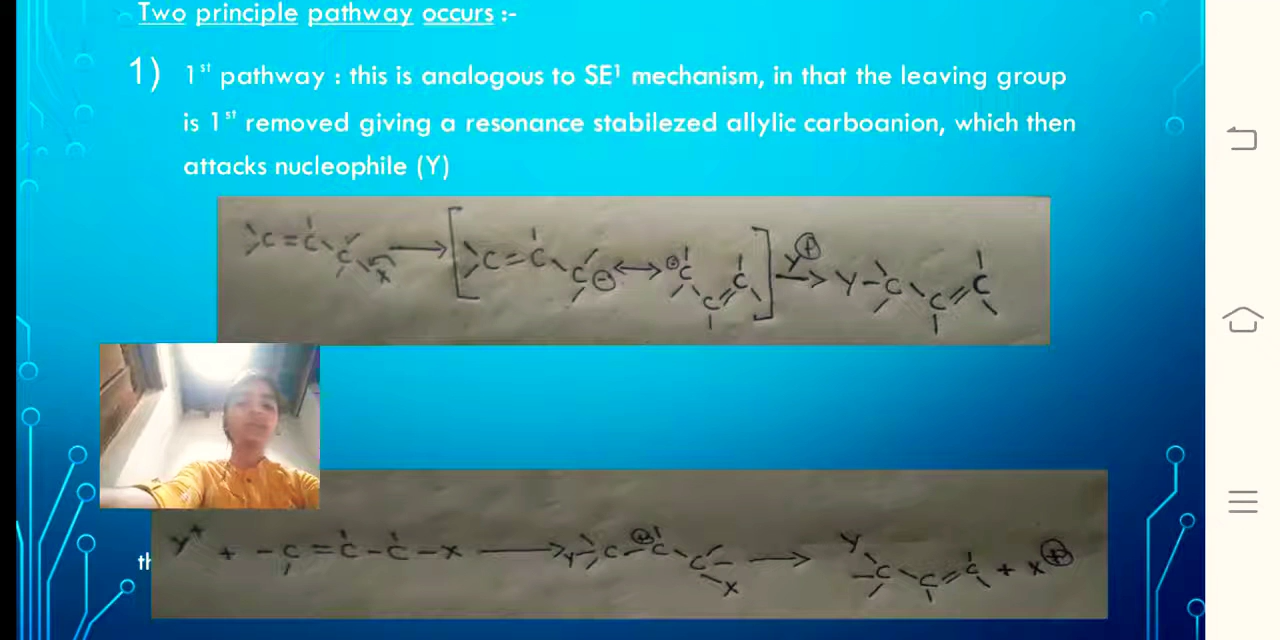 Two principle pathway occurs :-
1) 1st pathway : this is analogous to SE¹ mechanism, in that the leaving group
is 1st removed giving a resonance stabilezed allylic carboanion, which then
attacks nucleophile (Y)
C=C C X → [ C=C C⊖ ↔ ⊖C C=C ] Y⊕ → Y-C C=C
Y⁺ + -C=C-C-X → Y C-C⊕ C X → Y C-C=C + X⊕
th